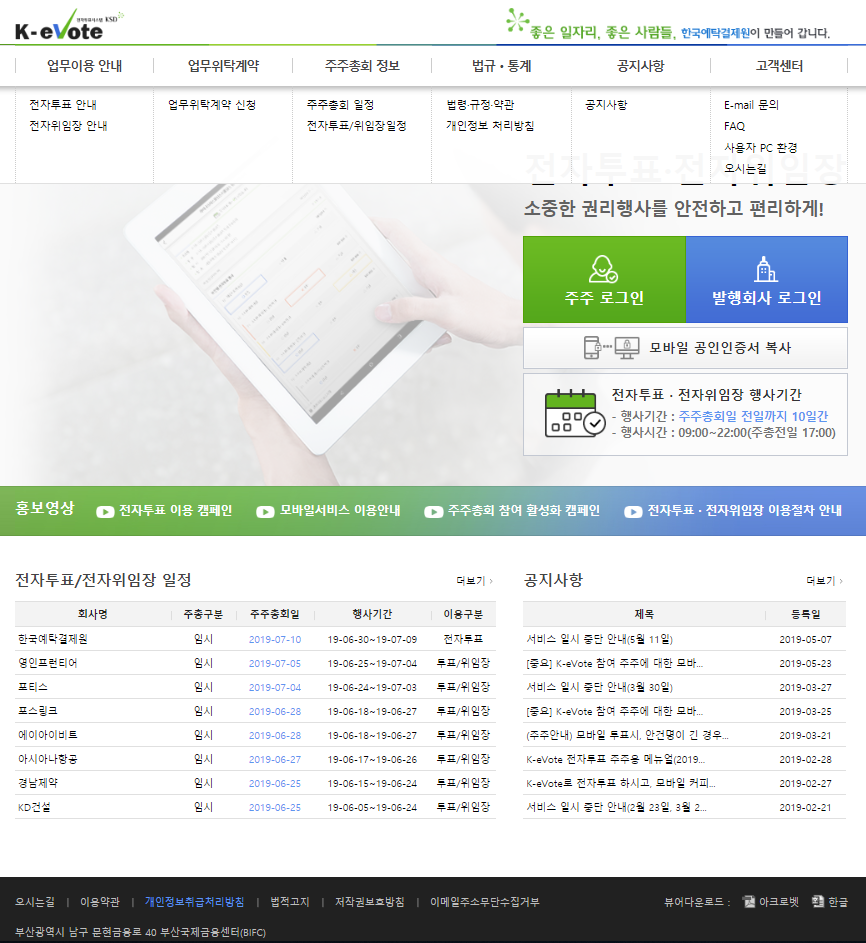 전자투표시스템 KSD
K-eVote
좋은 일자리, 좋은 사람들, 한국예탁결제원이 만들어 갑니다.
업무이용 안내 업무위탁계약 주주총회 정보 법규·통계 공지사항 고객센터
전자투표 안내 업무위탁계약 신청 주주총회 일정 법령·규정·약관 공지사항 E-mail 문의
전자위임장 안내 전자투표/위임장일정 개인정보 처리방침 FAQ
사용자 PC 환경
오시는길
전자투표·전자위임장
소중한 권리행사를 안전하고 편리하게!
주주 로그인 발행회사 로그인
모바일 공인인증서 복사
전자투표 · 전자위임장 행사기간
- 행사기간 : 주주총회일 전일까지 10일간
- 행사시간 : 09:00~22:00(주총전일 17:00)
홍보영상 전자투표 이용 캠페인 모바일서비스 이용안내 주주총회 참여 활성화 캠페인 전자투표 · 전자위임장 이용절차 안내
전자투표/전자위임장 일정 더보기 ›
회사명 주총구분 주주총회일 행사기간 이용구분
한국예탁결제원 임시 2019-07-10 19-06-30~19-07-09 전자투표
영인프런티어 임시 2019-07-05 19-06-25~19-07-04 투표/위임장
포티스 임시 2019-07-04 19-06-24~19-07-03 투표/위임장
포스링크 임시 2019-06-28 19-06-18~19-06-27 투표/위임장
에이아이비트 임시 2019-06-28 19-06-18~19-06-27 투표/위임장
아시아나항공 임시 2019-06-27 19-06-17~19-06-26 투표/위임장
경남제약 임시 2019-06-25 19-06-15~19-06-24 투표/위임장
KD건설 임시 2019-06-25 19-06-05~19-06-24 투표/위임장
공지사항 더보기 ›
제목 등록일
서비스 일시 중단 안내(5월 11일) 2019-05-07
[중요] K-eVote 참여 주주에 대한 모바... 2019-05-23
서비스 일시 중단 안내(3월 30일) 2019-03-27
[중요] K-eVote 참여 주주에 대한 모바... 2019-03-25
(주주안내) 모바일 투표시, 안건명이 긴 경우... 2019-03-21
K-eVote 전자투표 주주용 메뉴얼(2019... 2019-02-28
K-eVote로 전자투표 하시고, 모바일 커피... 2019-02-27
서비스 일시 중단 안내(2월 23일, 3월 2... 2019-02-21
오시는길 | 이용약관 | 개인정보취급처리방침 | 법적고지 | 저작권보호방침 | 이메일주소무단수집거부 뷰어다운로드 : 아크로벳 한글
부산광역시 남구 문현금융로 40 부산국제금융센터(BIFC)